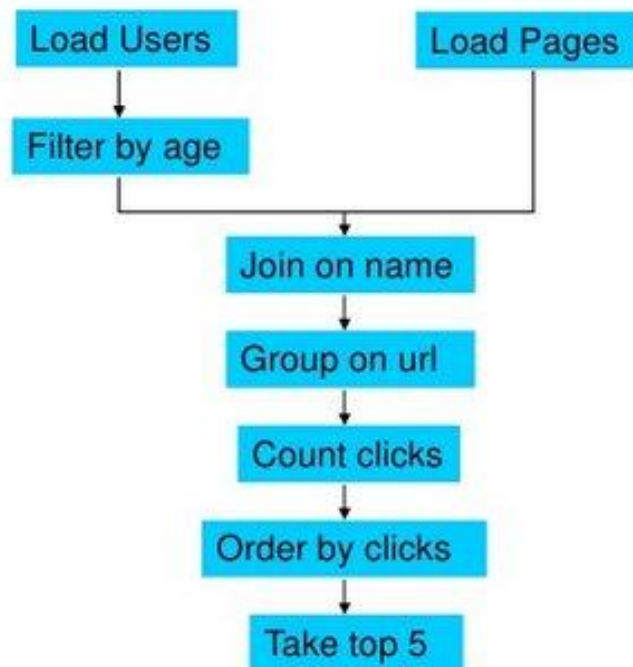 Load Users
Load Pages
Filter by age
Join on name
Group on url
Count clicks
Order by clicks
Take top 5